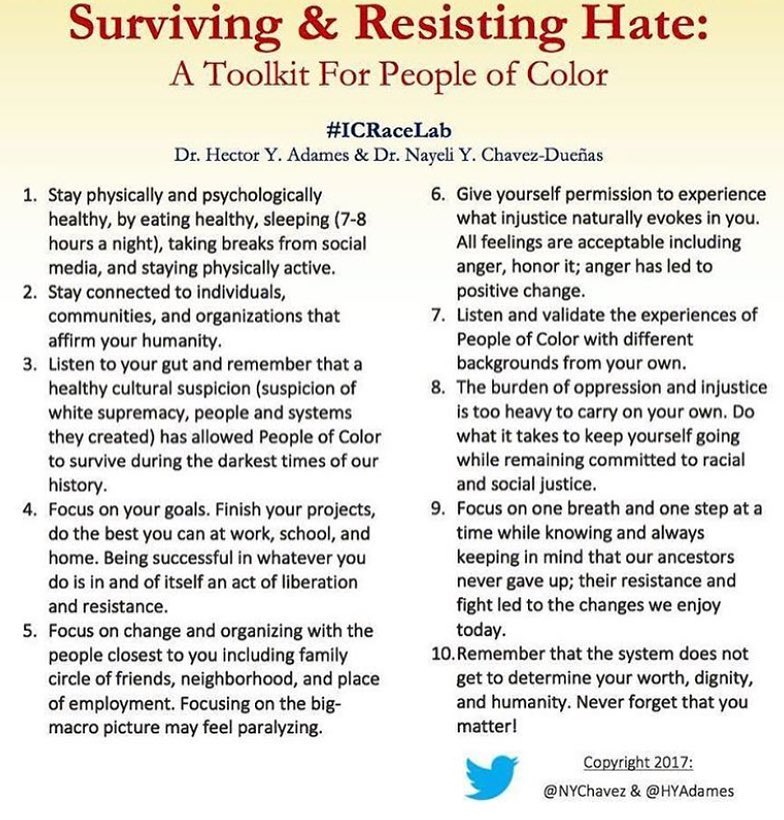 Surviving & Resisting Hate:
A Toolkit For People of Color
#ICRaceLab
Dr. Hector Y. Adames & Dr. Nayeli Y. Chavez-Dueñas
1. Stay physically and psychologically
healthy, by eating healthy, sleeping (7-8
hours a night), taking breaks from social
media, and staying physically active.
2. Stay connected to individuals,
communities, and organizations that
affirm your humanity.
3. Listen to your gut and remember that a
healthy cultural suspicion (suspicion of
white supremacy, people and systems
they created) has allowed People of Color
to survive during the darkest times of our
history.
4. Focus on your goals. Finish your projects,
do the best you can at work, school, and
home. Being successful in whatever you
do is in and of itself an act of liberation
and resistance.
5. Focus on change and organizing with the
people closest to you including family
circle of friends, neighborhood, and place
of employment. Focusing on the big-
macro picture may feel paralyzing.
6. Give yourself permission to experience
what injustice naturally evokes in you.
All feelings are acceptable including
anger, honor it; anger has led to
positive change.
7. Listen and validate the experiences of
People of Color with different
backgrounds from your own.
8. The burden of oppression and injustice
is too heavy to carry on your own. Do
what it takes to keep yourself going
while remaining committed to racial
and social justice.
9. Focus on one breath and one step at a
time while knowing and always
keeping in mind that our ancestors
never gave up; their resistance and
fight led to the changes we enjoy
today.
10.Remember that the system does not
get to determine your worth, dignity,
and humanity. Never forget that you
matter!
Copyright 2017:
@NYChavez & @HYAdames